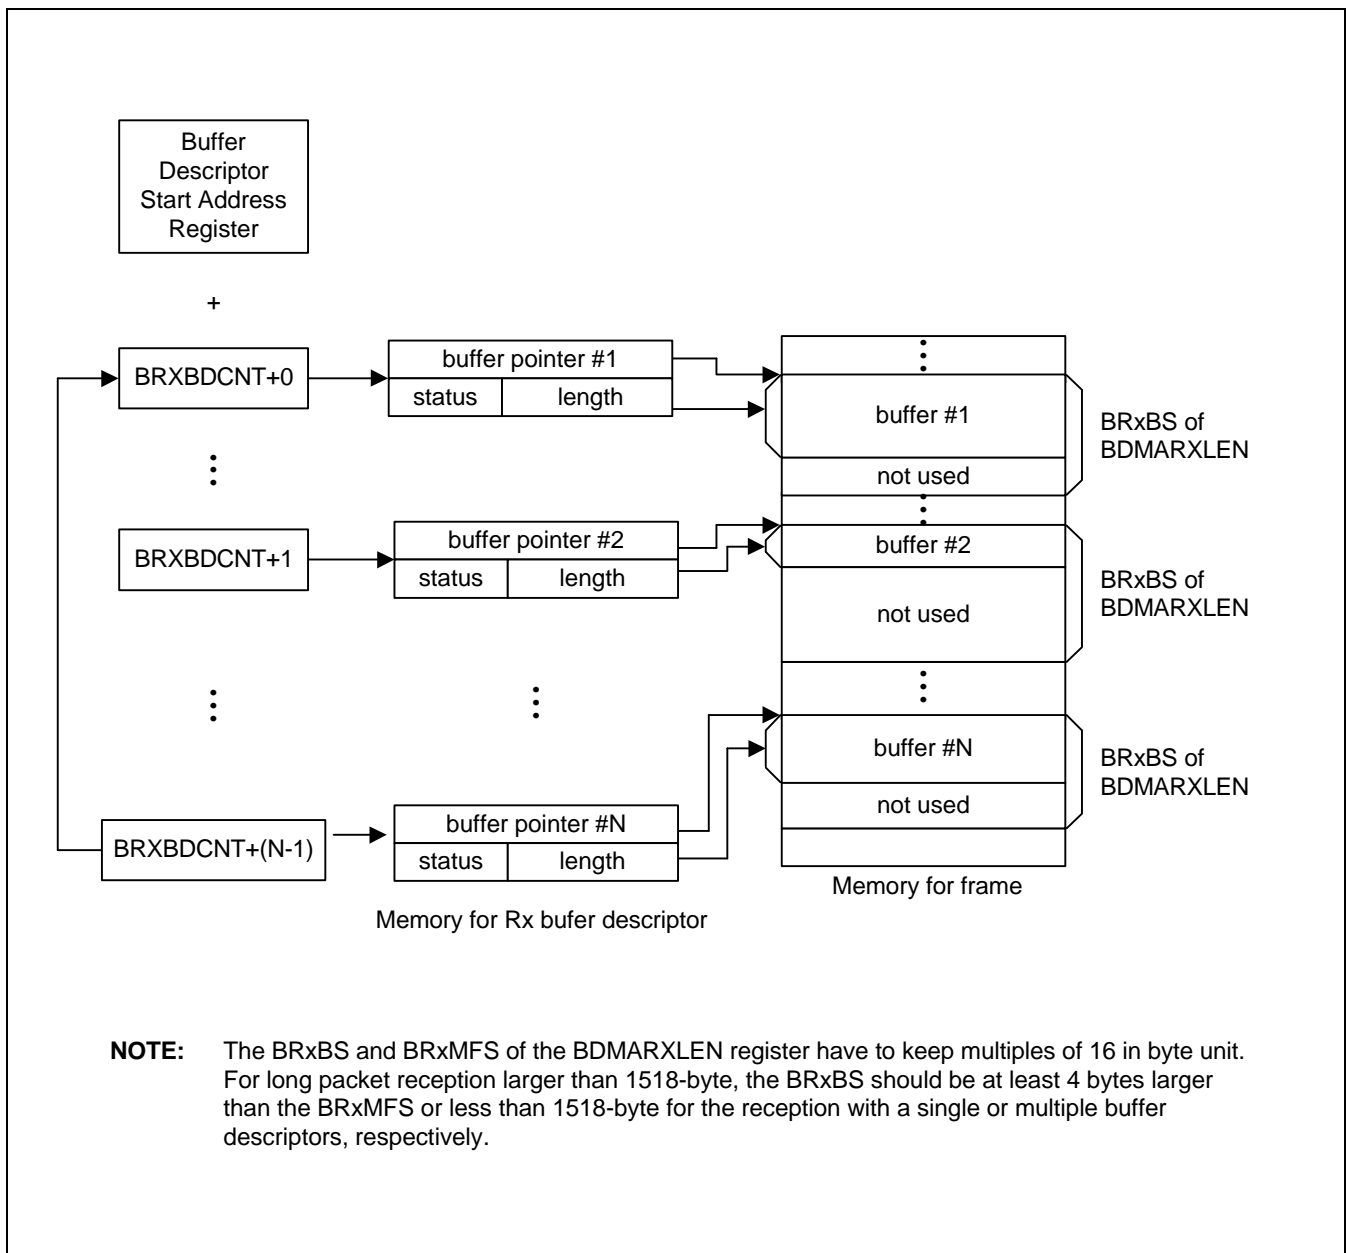 Buffer
Descriptor
Start Address
Register
+
BRXBDCNT+0
buffer pointer #1
status
length
buffer #1
not used
BRxBS of
BDMARXLEN
BRXBDCNT+1
buffer pointer #2
status
length
buffer #2
not used
BRxBS of
BDMARXLEN
BRXBDCNT+(N-1)
buffer pointer #N
status
length
buffer #N
not used
BRxBS of
BDMARXLEN
Memory for frame
Memory for Rx bufer descriptor
NOTE: The BRxBS and BRxMFS of the BDMARXLEN register have to keep multiples of 16 in byte unit.
For long packet reception larger than 1518-byte, the BRxBS should be at least 4 bytes larger
than the BRxMFS or less than 1518-byte for the reception with a single or multiple buffer
descriptors, respectively.